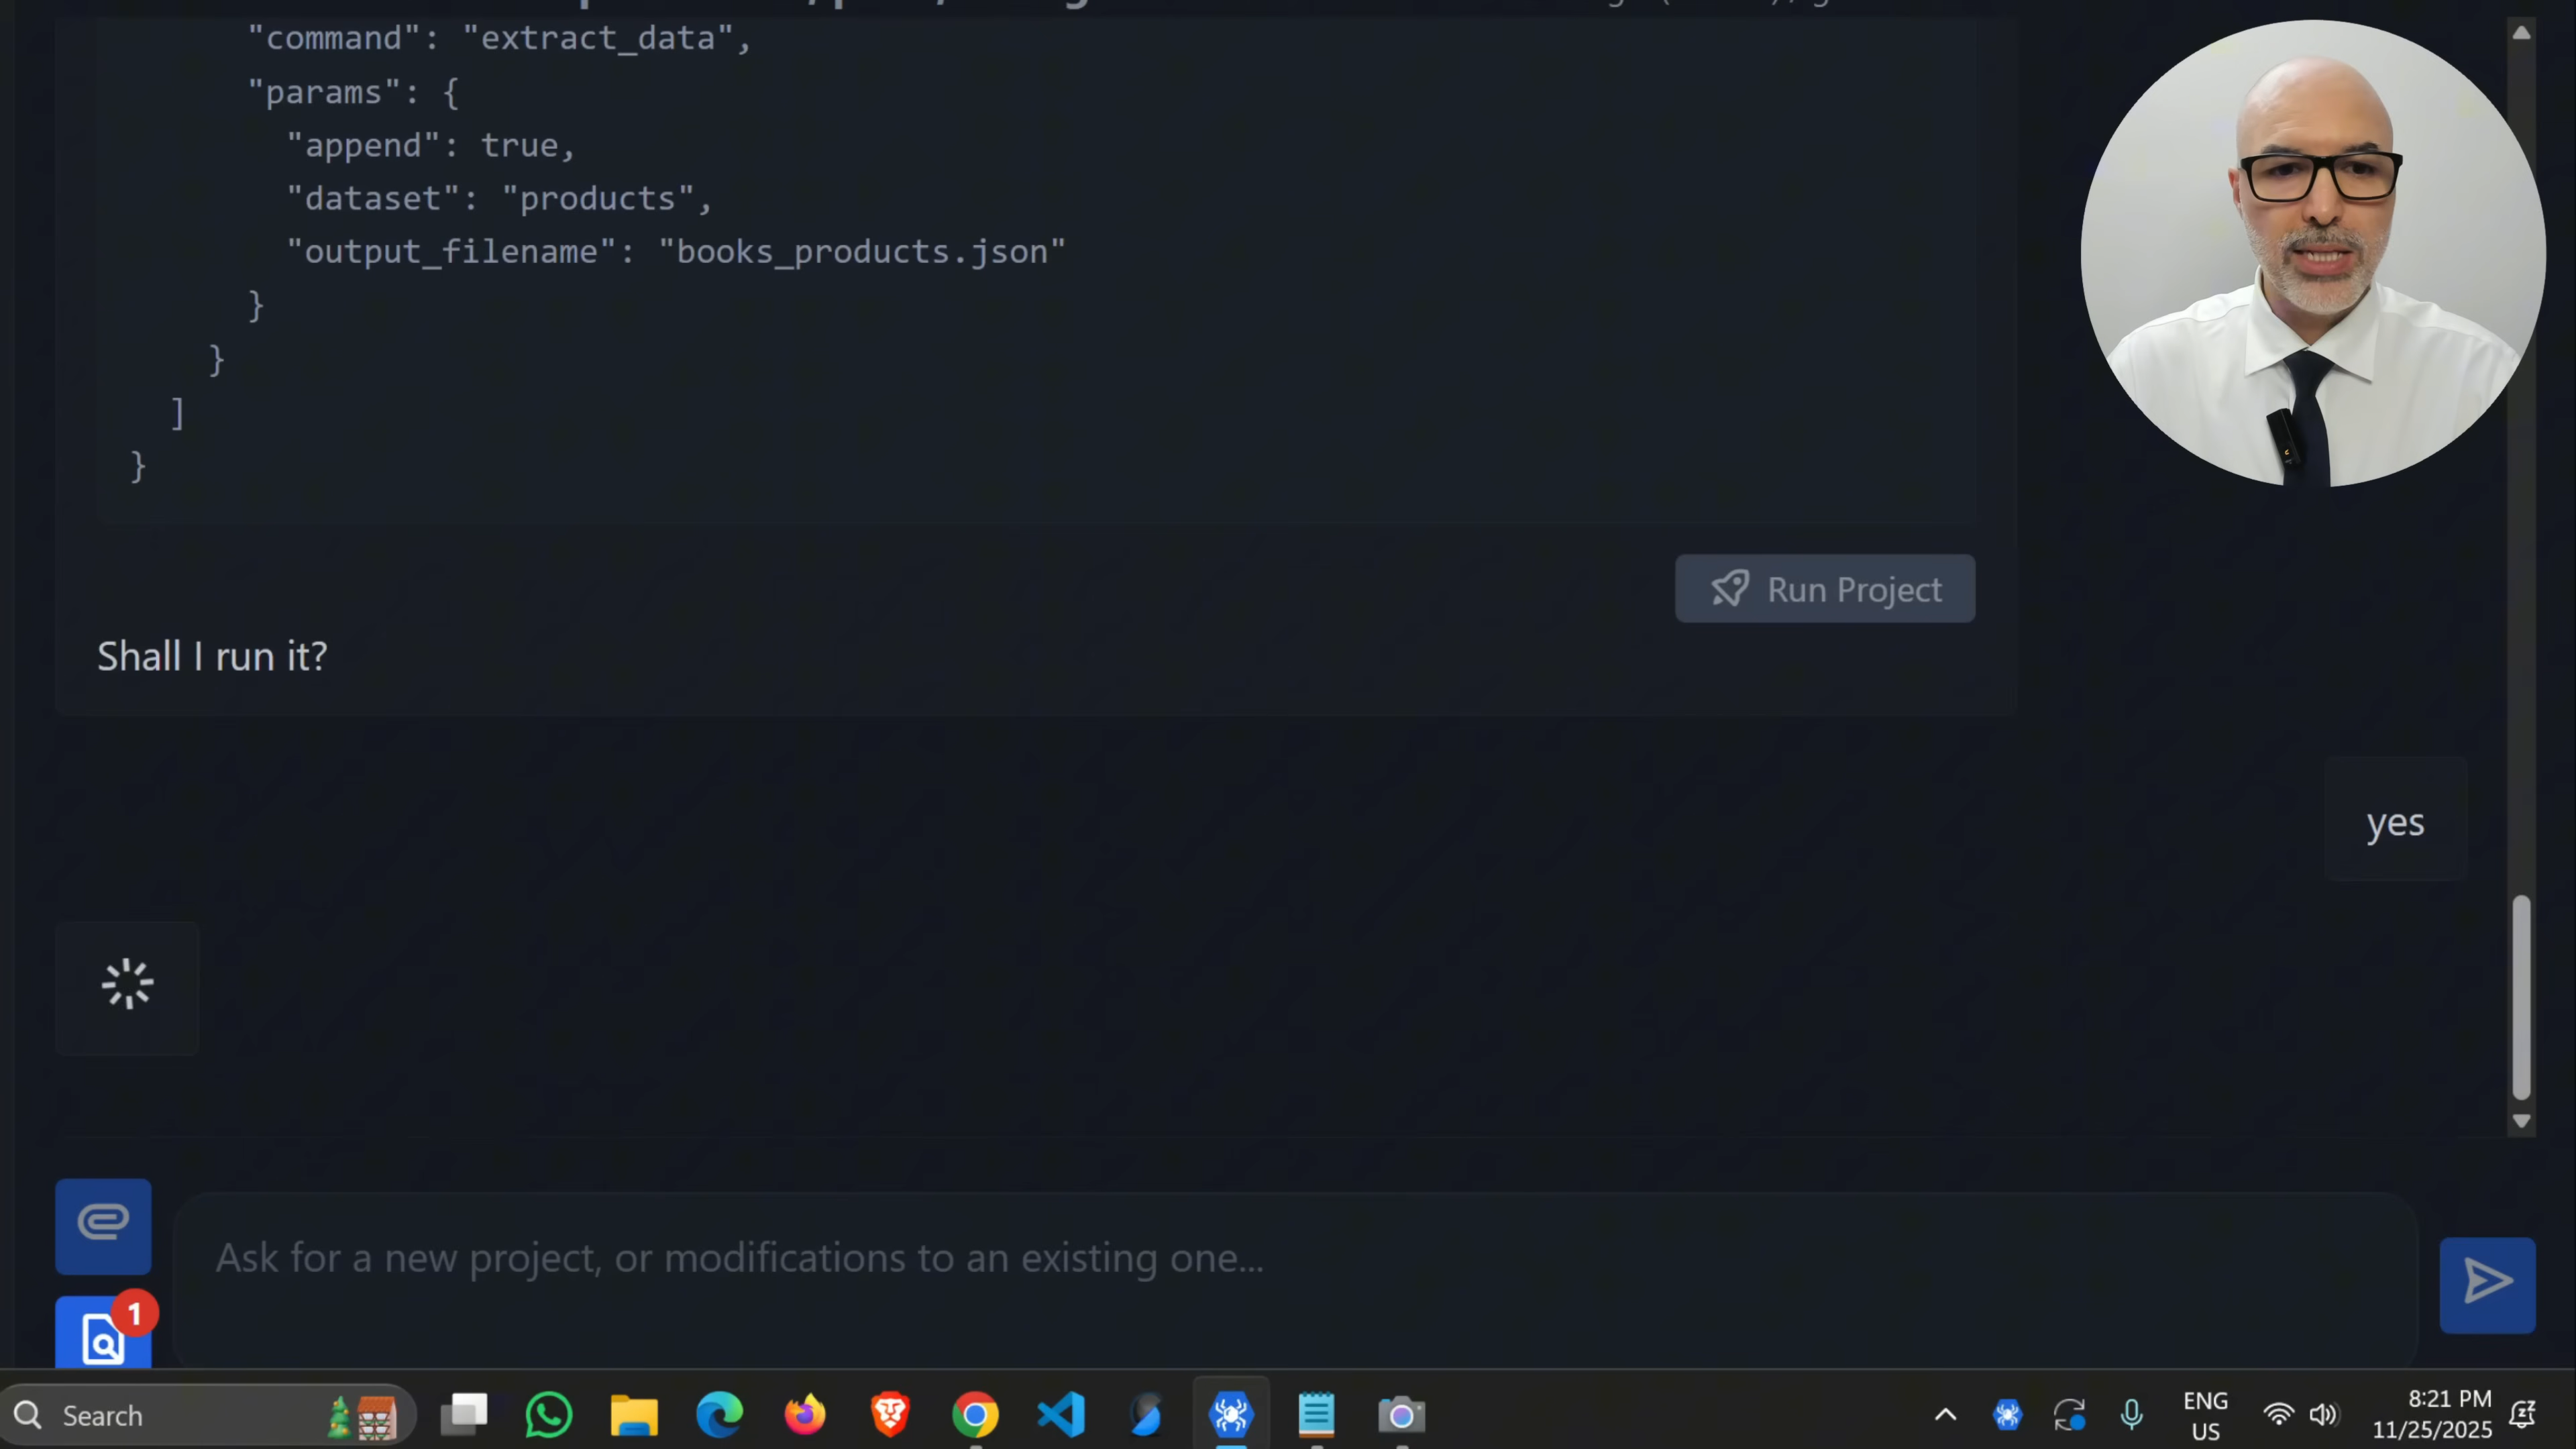 "command": "extract_data",
"params": {
"append": true,
"dataset": "products",
"output_filename": "books_products.json"
}
}
]
}
Run Project
Shall I run it?
yes
Ask for a new project, or modifications to an existing one...
1
Search
ENG
US
8:21 PM
11/25/2025